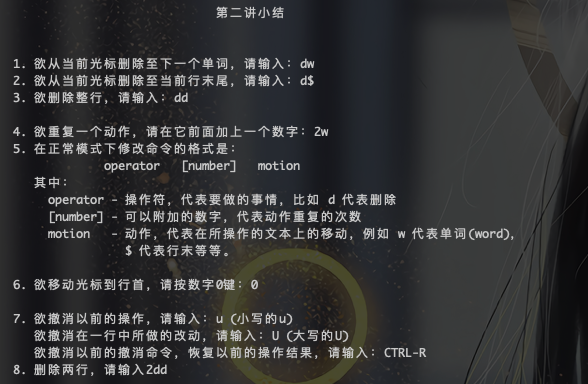 第二讲小结
1. 欲从当前光标删除至下一个单词，请输入：dw
2. 欲从当前光标删除至当前行末尾，请输入：d$
3. 欲删除整行，请输入：dd
4. 欲重复一个动作，请在它前面加上一个数字：2w
5. 在正常模式下修改命令的格式是：
operator [number] motion
其中：
operator - 操作符，代表要做的事情，比如 d 代表删除
[number] - 可以附加的数字，代表动作重复的次数
motion - 动作，代表在所操作的文本上的移动，例如 w 代表单词(word)，
$ 代表行末等等。
6. 欲移动光标到行首，请按数字0键：0
7. 欲撤消以前的操作，请输入：u (小写的u)
欲撤消在一行中所做的改动，请输入：U (大写的U)
欲撤消以前的撤消命令，恢复以前的操作结果，请输入：CTRL-R
8. 删除两行，请输入2dd